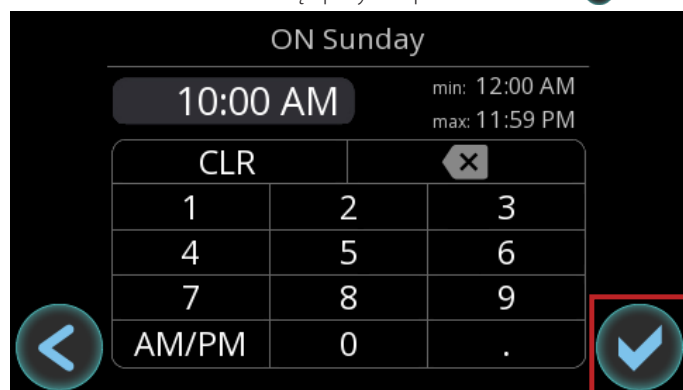 ON Sunday
10:00 AM
min: 12:00 AM
max: 11:59 PM
CLR
1 2 3
4 5 6
7 8 9
AM/PM 0 .